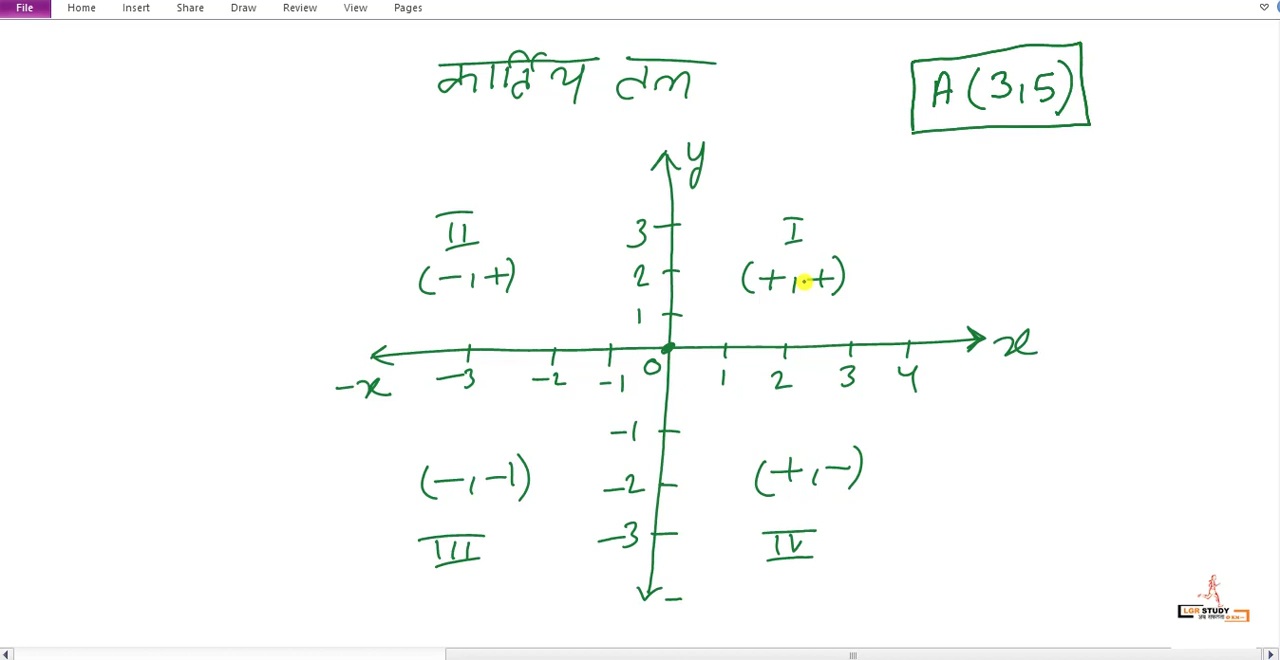 File Home Insert Share Draw Review View Pages
कार्तिय तल
A (3,5)
y
II
3
I
(-,+)
2
(+,+)
1
x
0
-x
-3 -2 -1 1 2 3 4
-1
(-,-1)
-2
(+,-)
-3
III
IV
-
LGR STUDY